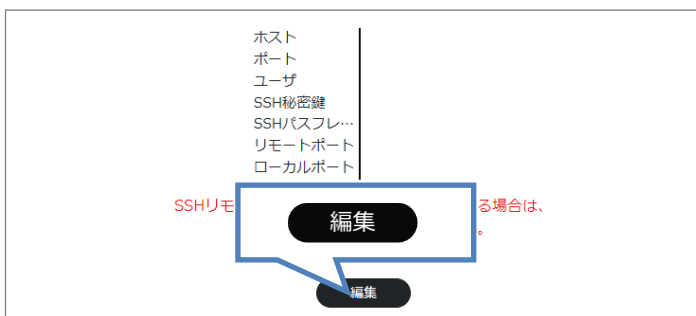 ホスト
ポート
ユーザ
SSH秘密鍵
SSHパスフレ…
リモートポート
ローカルポート
SSHリモ る場合は、
。
編集
編集